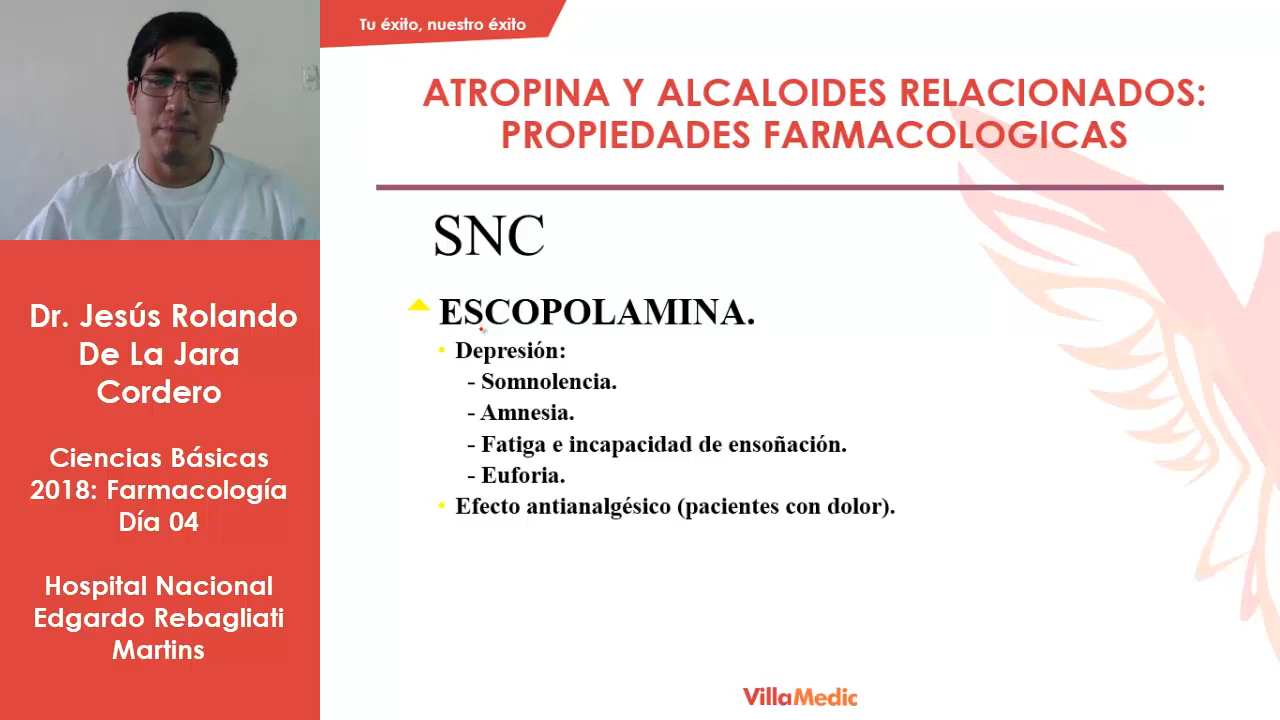 Tu éxito, nuestro éxito
ATROPINA Y ALCALOIDES RELACIONADOS:
PROPIEDADES FARMACOLOGICAS
SNC
ESCOPOLAMINA.
• Depresión:
- Somnolencia.
- Amnesia.
- Fatiga e incapacidad de ensoñación.
- Euforia.
• Efecto antianalgésico (pacientes con dolor).
Dr. Jesús Rolando
De La Jara
Cordero
Ciencias Básicas
2018: Farmacología
Día 04
Hospital Nacional
Edgardo Rebagliati
Martins
VillaMedic